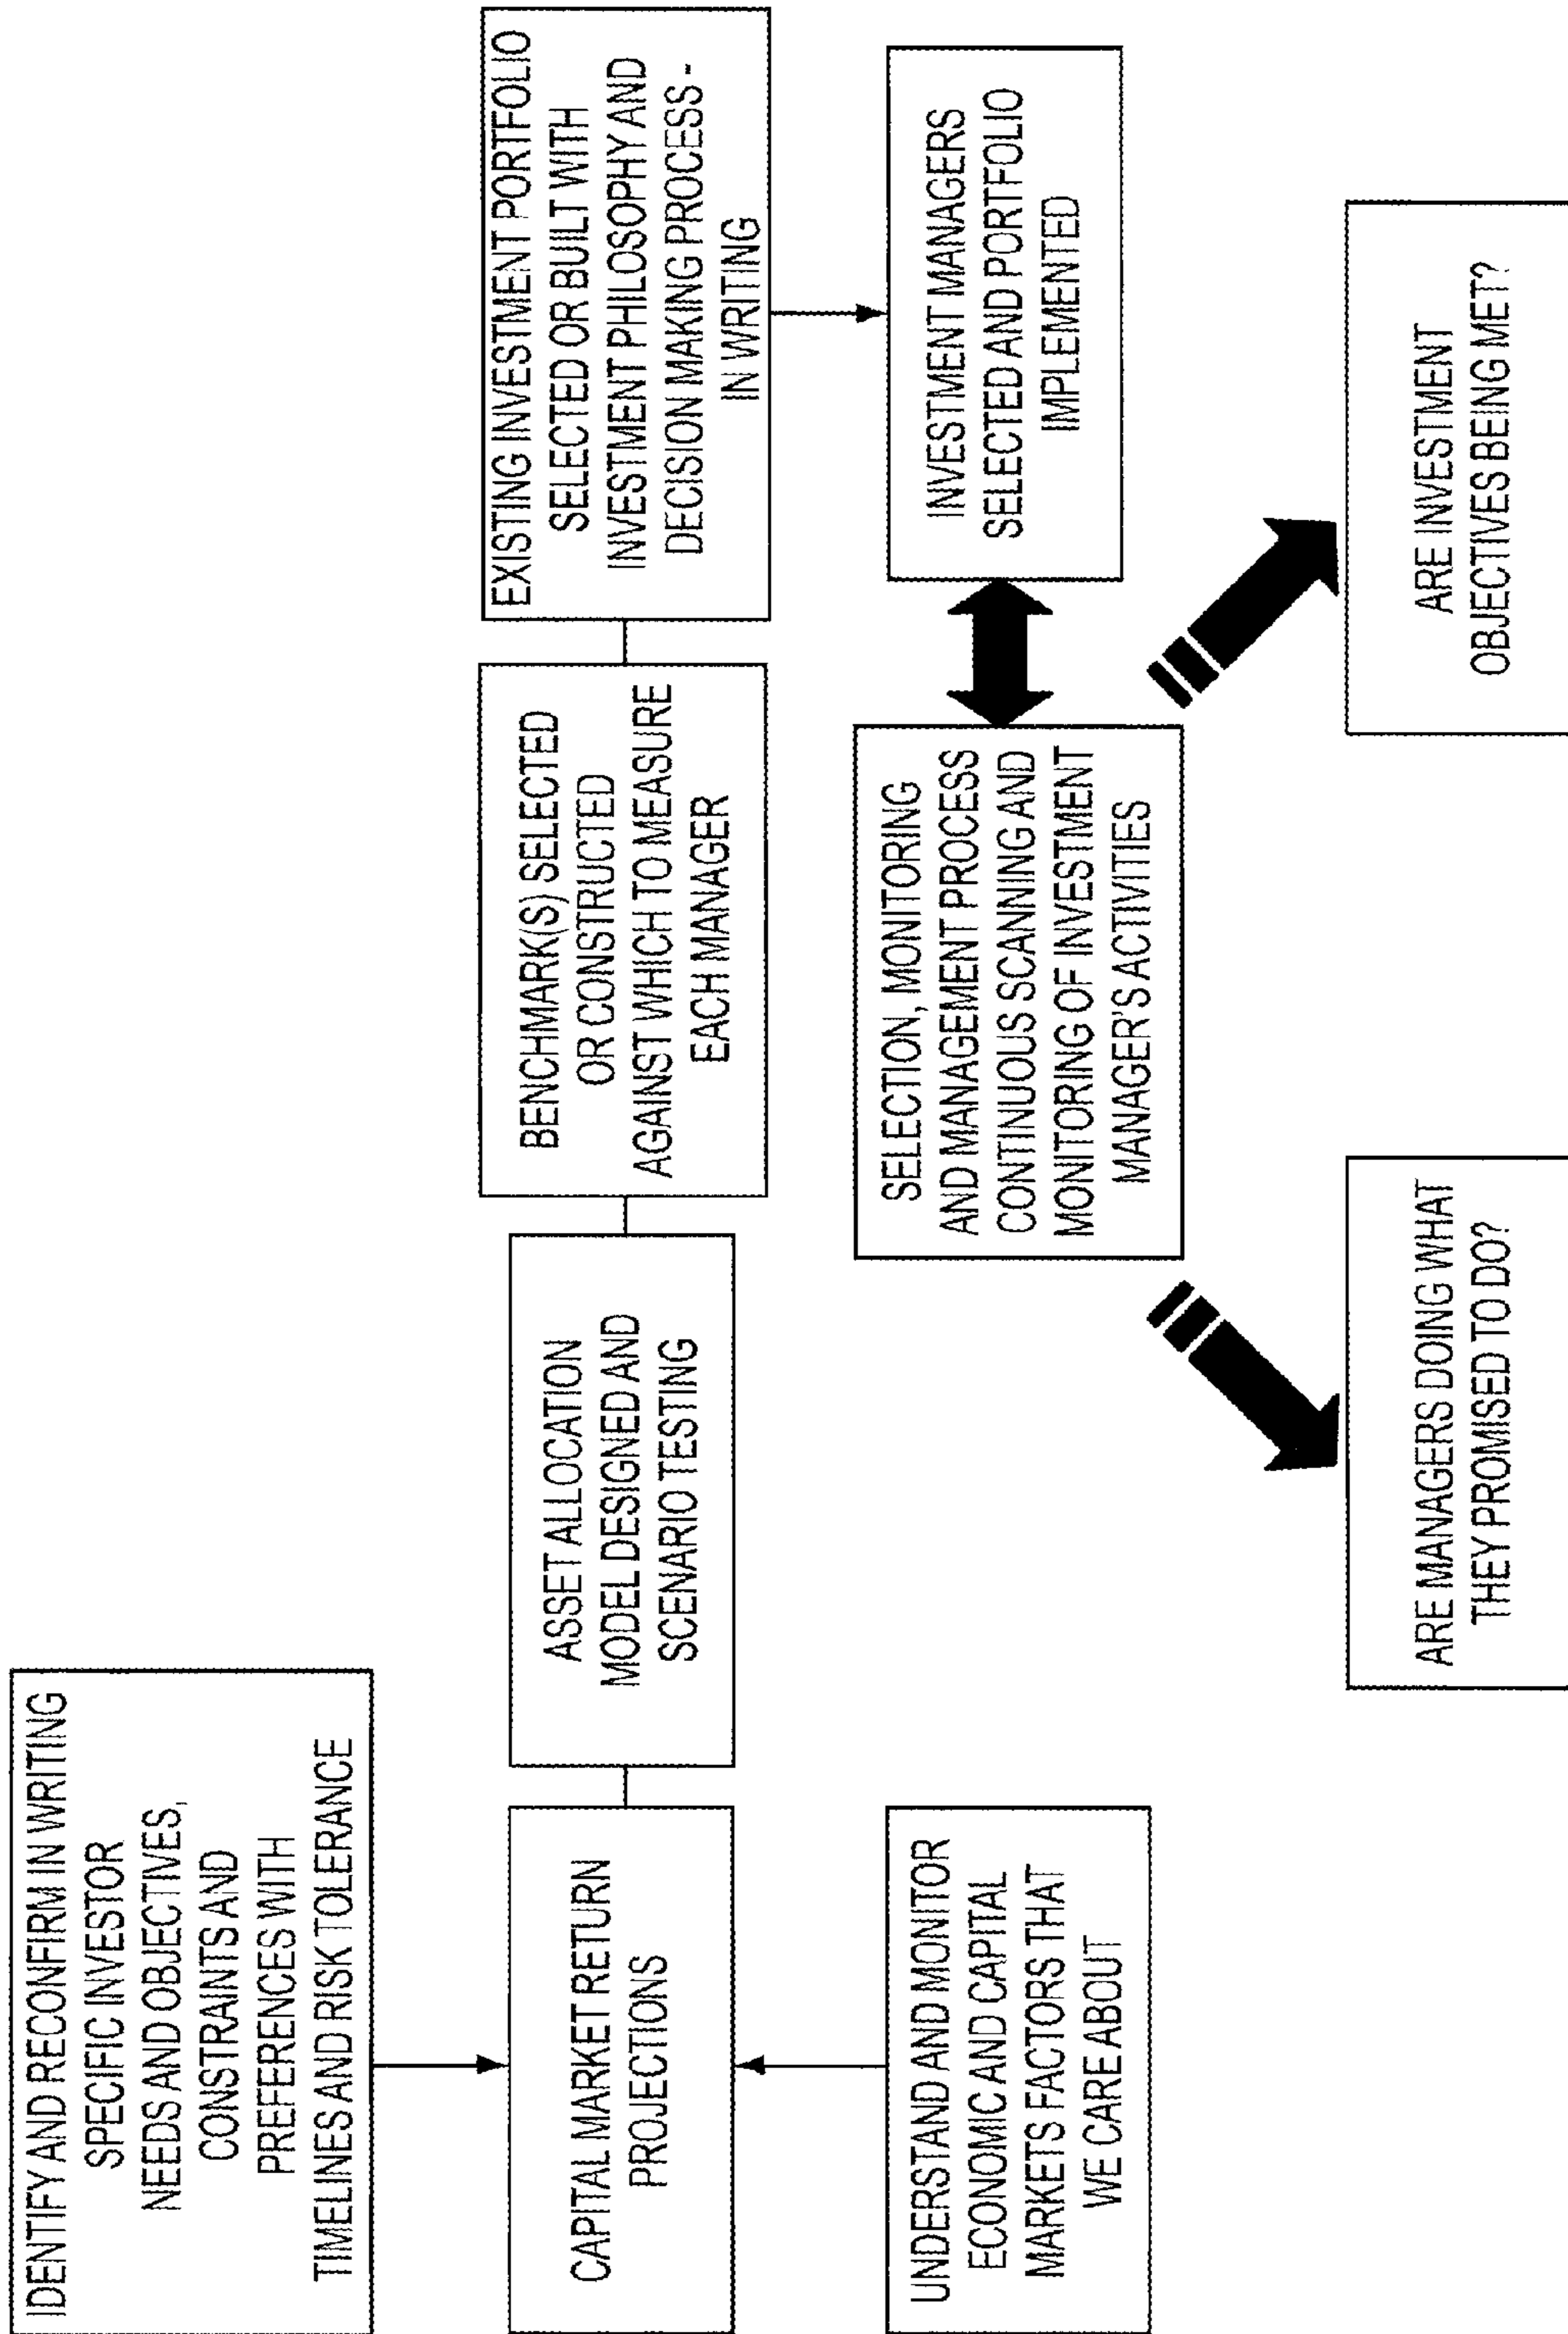 IDENTIFY AND RECONFIRM IN WRITING
SPECIFIC INVESTOR
NEEDS AND OBJECTIVES,
CONSTRAINTS AND
PREFERENCES WITH
TIMELINES AND RISK TOLERANCE
CAPITAL MARKET RETURN
PROJECTIONS
UNDERSTAND AND MONITOR
ECONOMIC AND CAPITAL
MARKETS FACTORS THAT
WE CARE ABOUT
ASSET ALLOCATION
MODEL DESIGNED AND
SCENARIO TESTING
BENCHMARK(S) SELECTED
OR CONSTRUCTED
AGAINST WHICH TO MEASURE
EACH MANAGER
EXISTING INVESTMENT PORTFOLIO
SELECTED OR BUILT WITH
INVESTMENT PHILOSOPHY AND
DECISION MAKING PROCESS-
IN WRITING
INVESTMENT MANAGERS
SELECTED AND PORTFOLIO
IMPLEMENTED
SELECTION, MONITORING
AND MANAGEMENT PROCESS
CONTINUOUS SCANNING AND
MONITORING OF INVESTMENT
MANAGER'S ACTIVITIES
ARE MANAGERS DOING WHAT
THEY PROMISED TO DO?
ARE INVESTMENT
OBJECTIVES BEING MET?